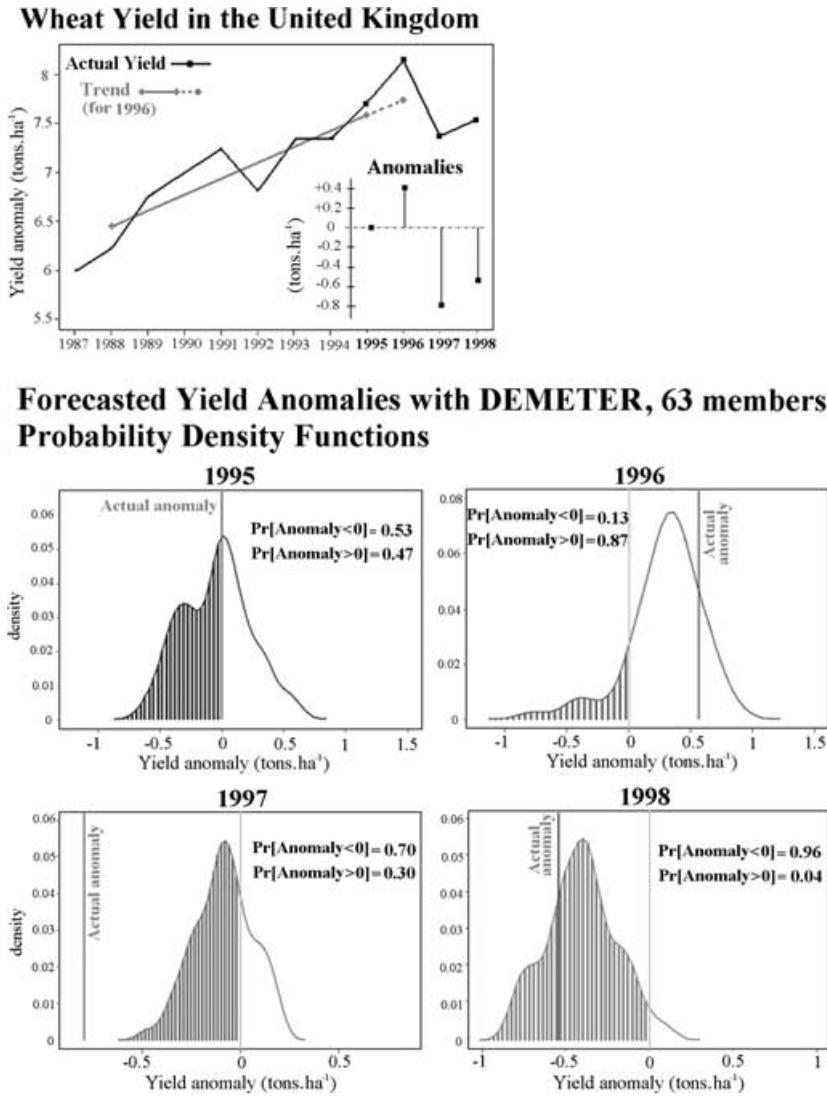 Wheat Yield in the United Kingdom
Actual Yield
Trend
(for 1996)
Yield anomaly (tons.ha⁻¹)
8
7.5
7
6.5
6
5.5
1987 1988 1989 1990 1991 1992 1993 1994 1995 1996 1997 1998
Anomalies
(tons.ha⁻¹)
+0.4
+0.2
0
-0.2
-0.4
-0.6
-0.8
Forecasted Yield Anomalies with DEMETER, 63 members
Probability Density Functions
1995
Actual anomaly
Pr[Anomaly<0]= 0.53
Pr[Anomaly>0]= 0.47
density
0.06
0.05
0.04
0.03
0.02
0.01
0
-1 -0.5 0 0.5 1 1.5
Yield anomaly (tons.ha⁻¹)
1996
Pr[Anomaly<0]= 0.13
Pr[Anomaly>0]=0.87
Actual
anomaly
0.08
0.06
0.04
0.02
0
-1 -0.5 0 0.5 1 1.5
Yield anomaly (tons.ha⁻¹)
1997
Actual anomaly
Pr[Anomaly<0]= 0.70
Pr[Anomaly>0]= 0.30
density
0.06
0.05
0.04
0.03
0.02
0.01
0
-0.5 0 0.5
Yield anomaly (tons.ha⁻¹)
1998
Actual
anomaly
Pr[Anomaly<0]= 0.96
Pr[Anomaly>0]= 0.04
0.06
0.05
0.04
0.03
0.02
0.01
0
-1 -0.5 0 0.5 1
Yield anomaly (tons.ha⁻¹)